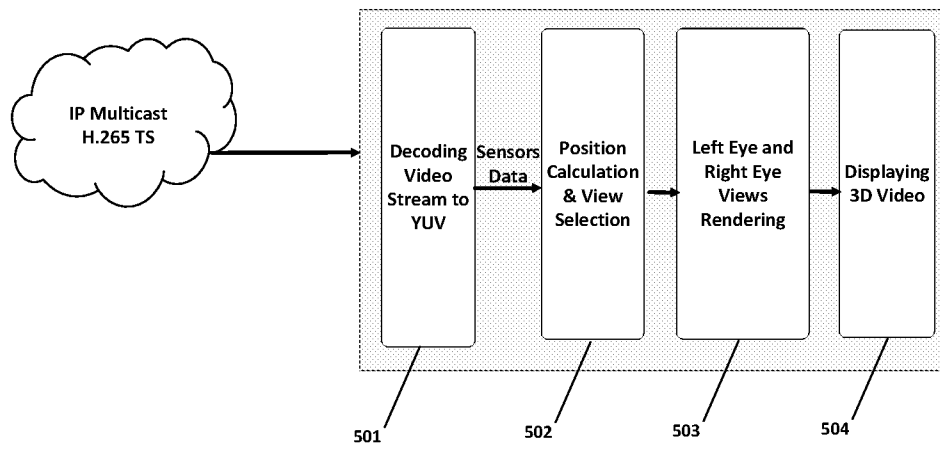 IP Multicast
H.265 TS
Decoding
Video
Stream to
YUV
Sensors
Data
Position
Calculation
& View
Selection
Left Eye and
Right Eye
Views
Rendering
Displaying
3D Video
501
502
503
504